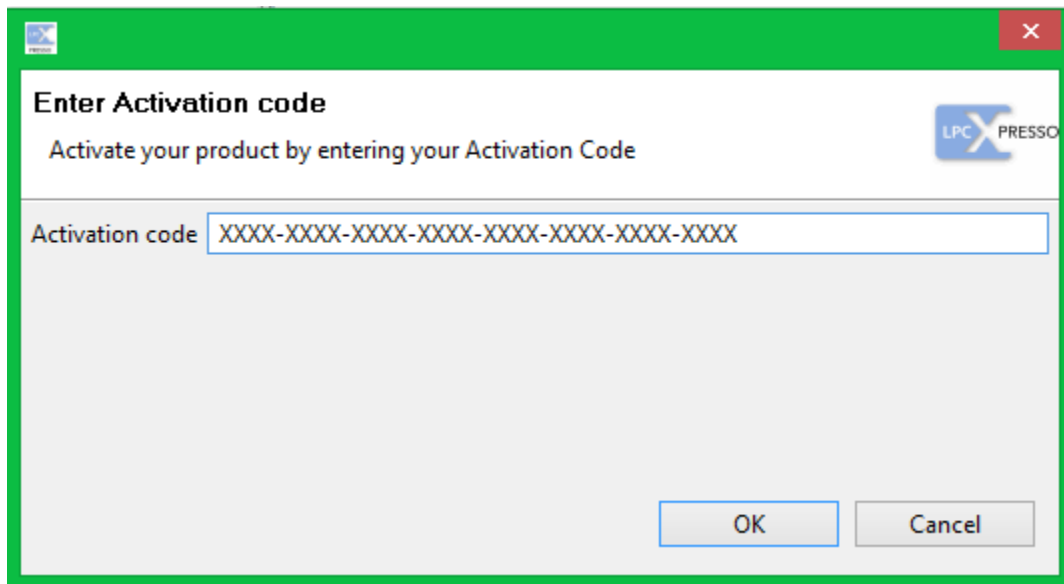 Enter Activation code
Activate your product by entering your Activation Code
LPC XPRESSO
Activation code XXXX-XXXX-XXXX-XXXX-XXXX-XXXX-XXXX-XXXX
OK Cancel